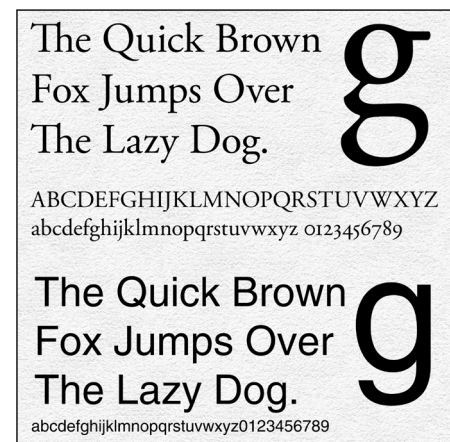 The Quick Brown
Fox Jumps Over
The Lazy Dog.
g
ABCDEFGHIJKLMNOPQRSTUVWXYZ
abcdefghijklmnopqrstuvwxyz 0123456789
The Quick Brown
Fox Jumps Over
The Lazy Dog.
g
abcdefghijklmnopqrstuvwxyz0123456789